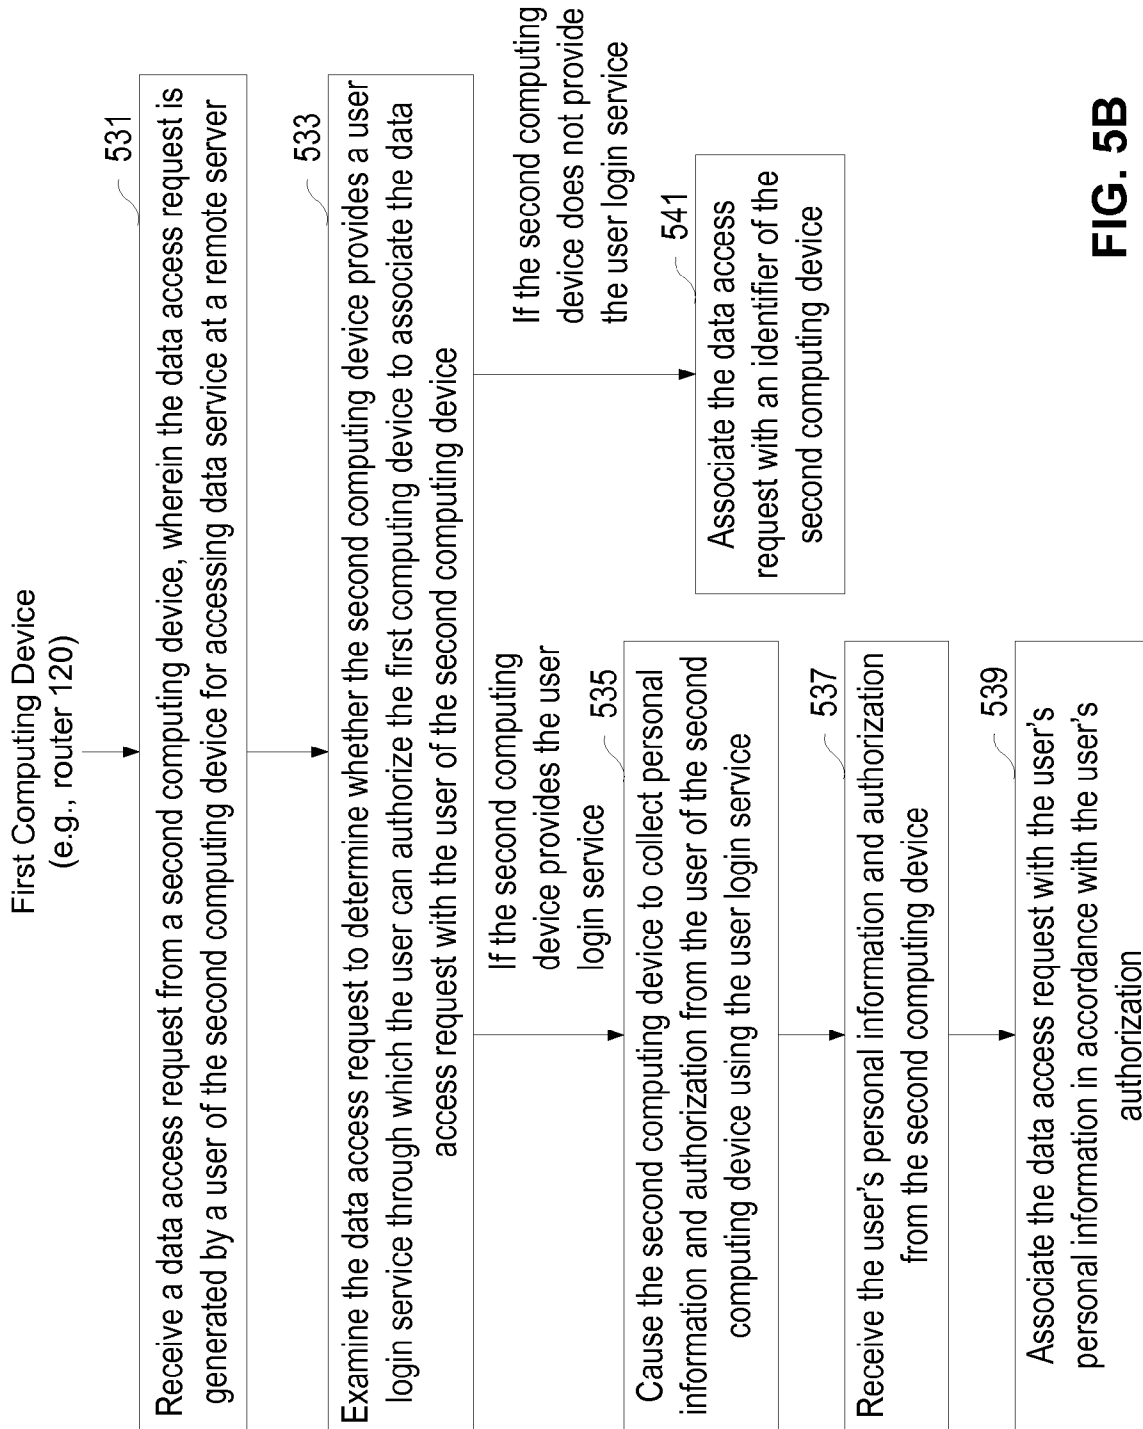 First Computing Device
(e.g., router 120)
531
Receive a data access request from a second computing device, wherein the data access request is
generated by a user of the second computing device for accessing data service at a remote server
533
Examine the data access request to determine whether the second computing device provides a user
login service through which the user can authorize the first computing device to associate the data
access request with the user of the second computing device
If the second computing
device provides the user
login service
535
Cause the second computing device to collect personal
information and authorization from the user of the second
computing device using the user login service
537
Receive the user's personal information and authorization
from the second computing device
539
Associate the data access request with the user's
personal information in accordance with the user's
authorization
If the second computing
device does not provide
the user login service
541
Associate the data access
request with an identifier of the
second computing device
FIG. 5B